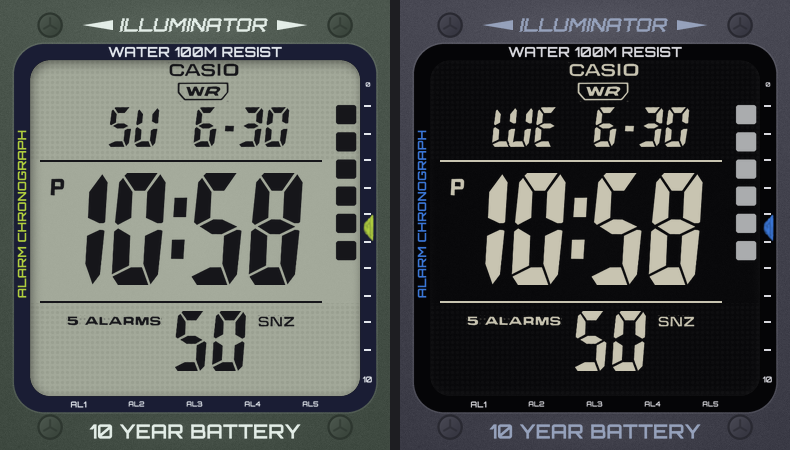 ILLUMINATOR
WATER 100M RESIST
CASIO
WR
SU 6-30
P 10:58
5 ALARMS 50 SNZ
ALARM CHRONOGRAPH
0
10
AL1 AL2 AL3 AL4 AL5
10 YEAR BATTERY
ILLUMINATOR
WATER 100M RESIST
CASIO
WR
WE 6-30
P 10:58
5 ALARMS 50 SNZ
ALARM CHRONOGRAPH
0
10
AL1 AL2 AL3 AL4 AL5
10 YEAR BATTERY